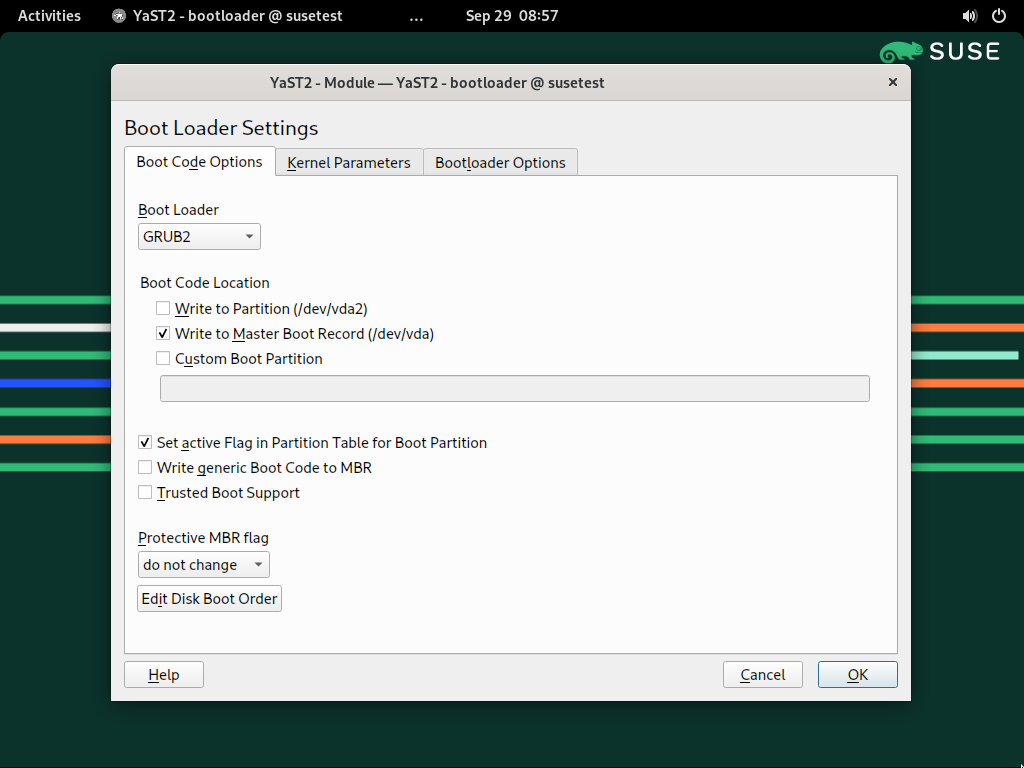 Activities YaST2 - bootloader @ susetest ... Sep 29 08:57
SUSE
YaST2 - Module — YaST2 - bootloader @ susetest
Boot Loader Settings
Boot Code Options Kernel Parameters Bootloader Options
Boot Loader
GRUB2
Boot Code Location
Write to Partition (/dev/vda2)
Write to Master Boot Record (/dev/vda)
Custom Boot Partition
Set active Flag in Partition Table for Boot Partition
Write generic Boot Code to MBR
Trusted Boot Support
Protective MBR flag
do not change
Edit Disk Boot Order
Help Cancel OK